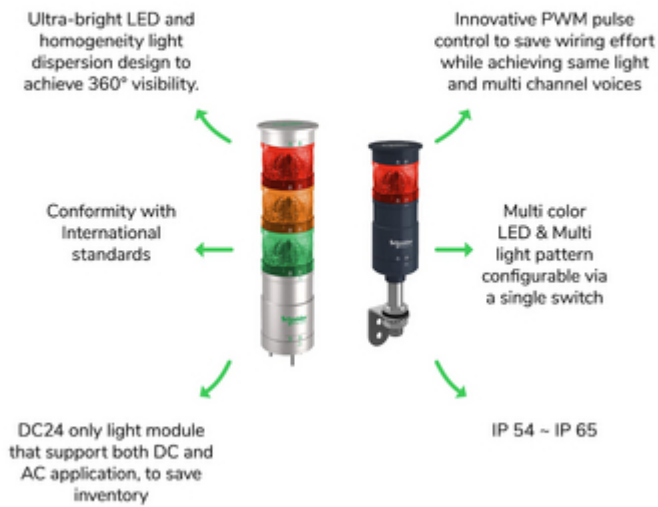 Ultra-bright LED and
homogeneity light
dispersion design to
achieve 360° visibility.
Innovative PWM pulse
control to save wiring effort
while achieving same light
and multi channel voices
Conformity with
International
standards
Multi color
LED & Multi
light pattern
configurable via
a single switch
Schneider
Schneider
DC24 only light module
that support both DC and
AC application, to save
inventory
IP 54 ~ IP 65